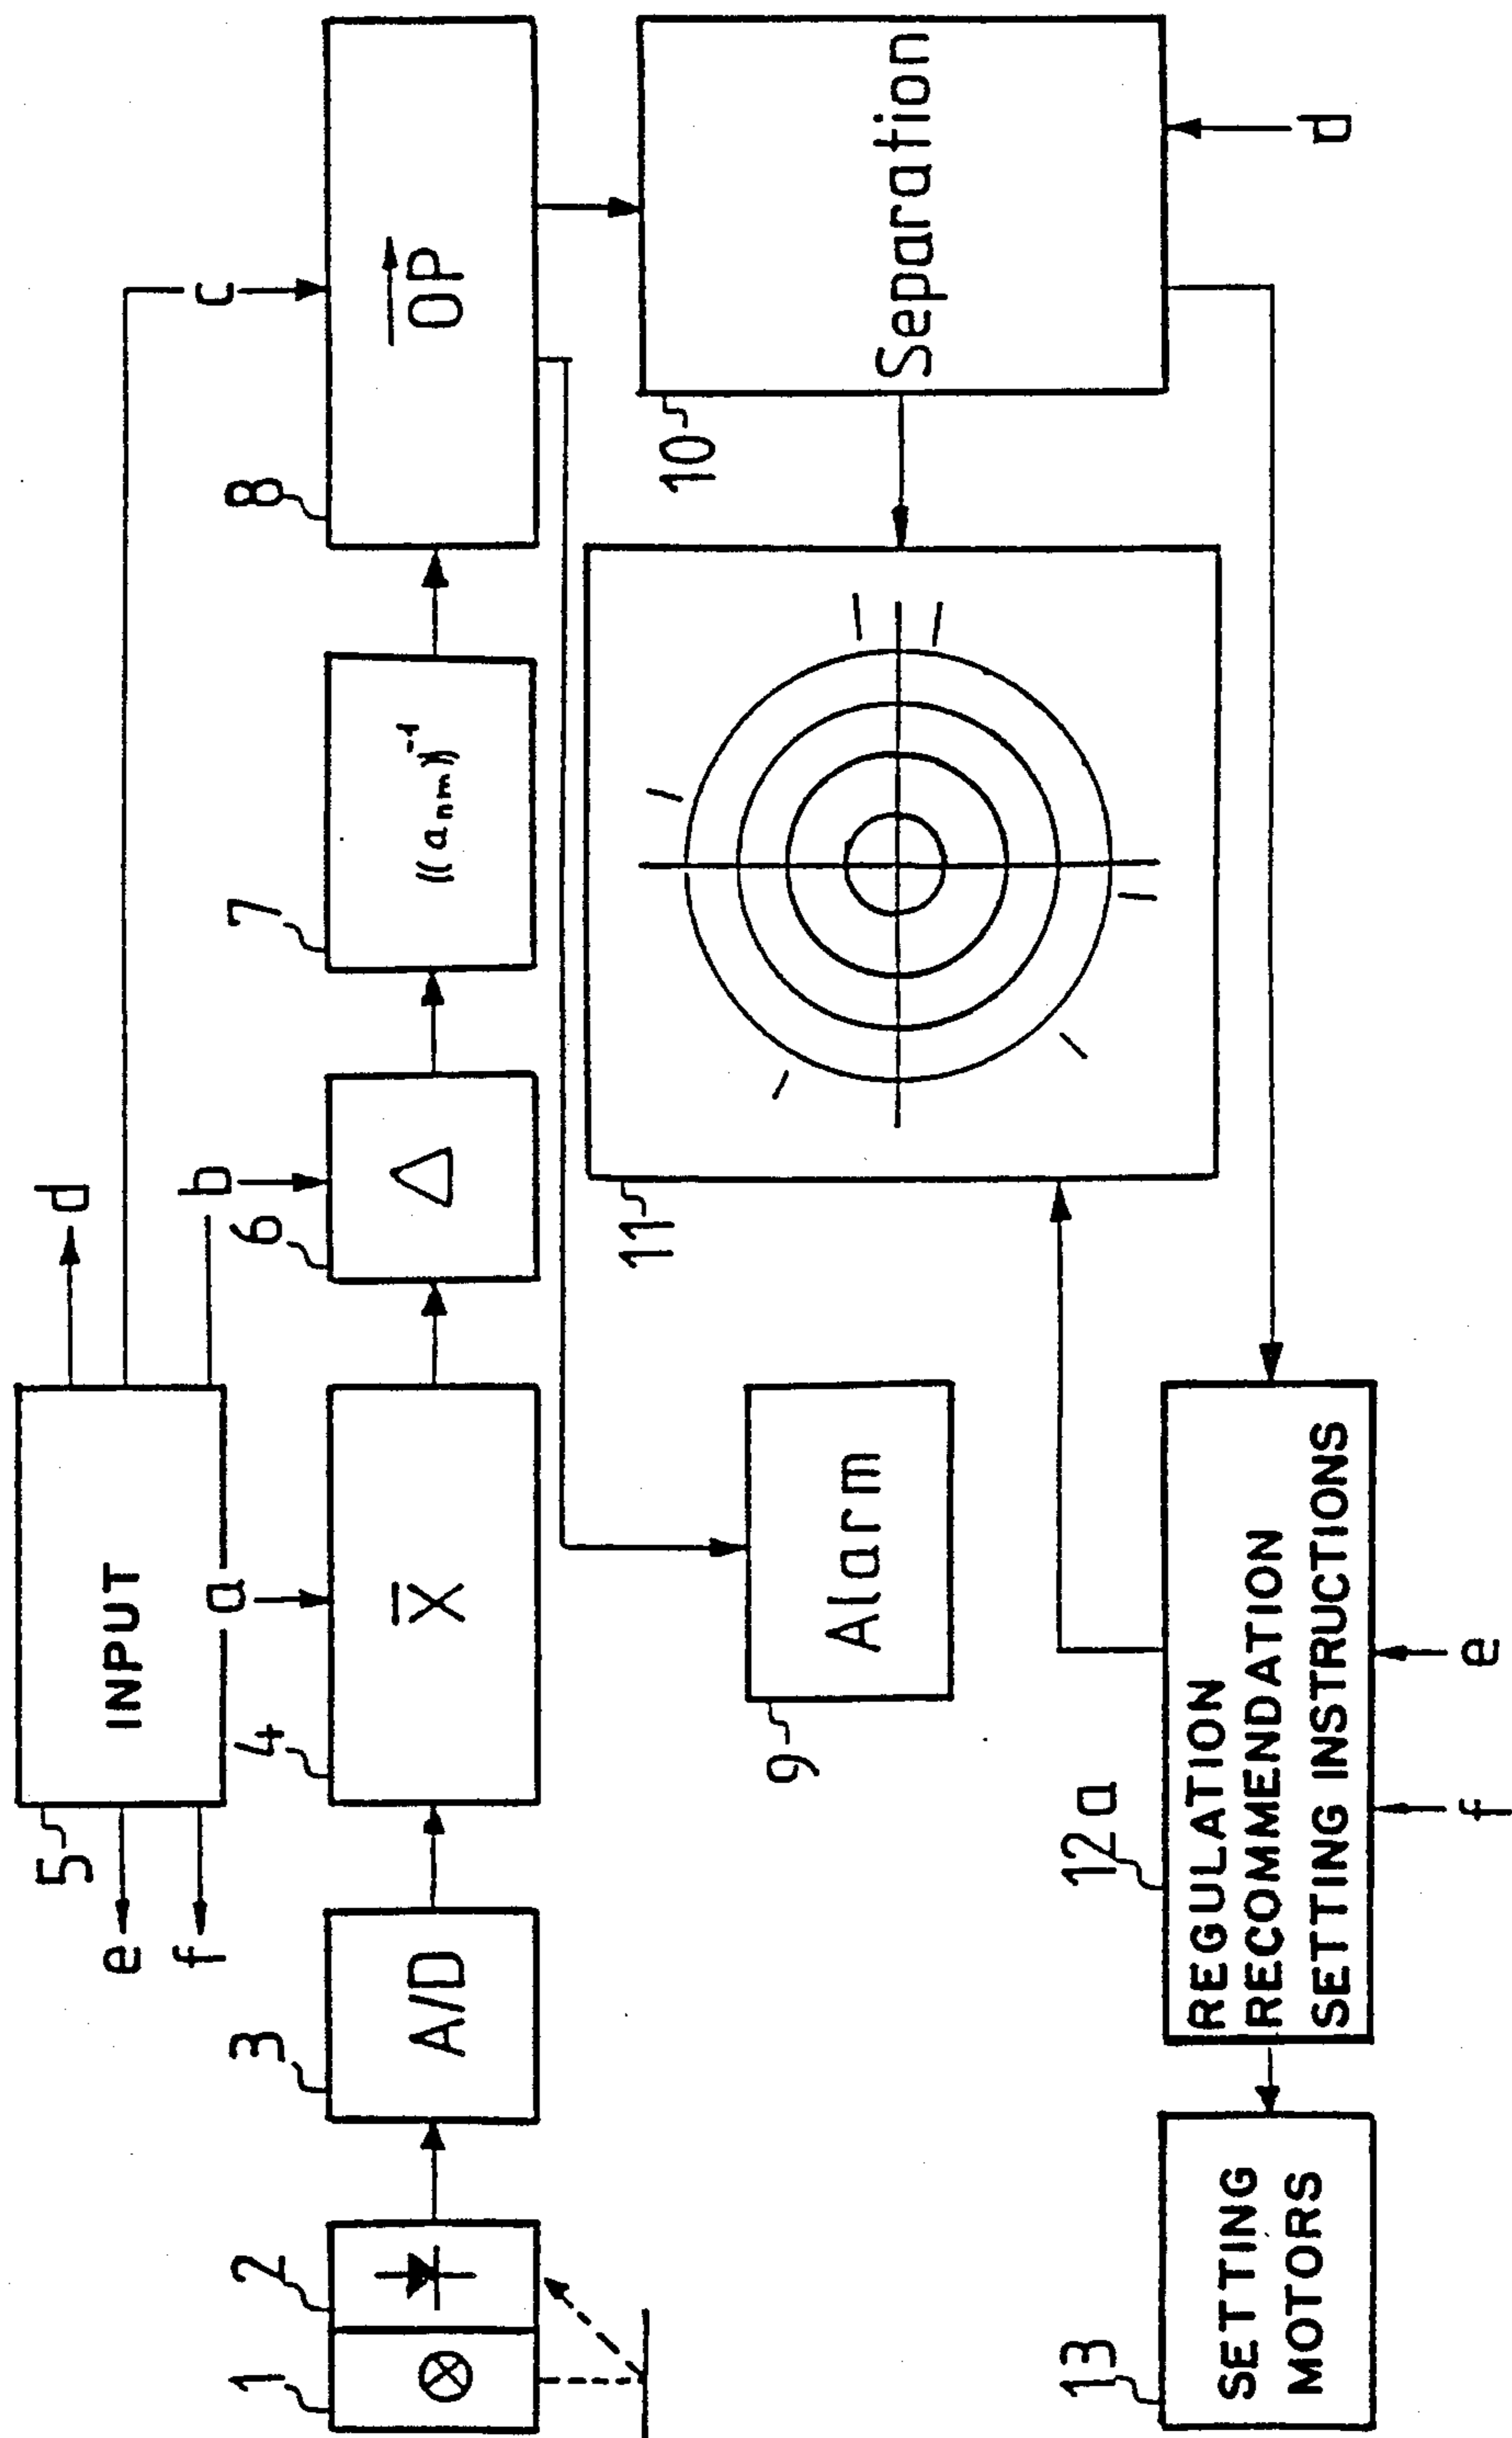 5
INPUT
d
e
f
a
b
c
1
2
3
A/D
4
X̄
6
Δ
7
((a_nm))⁻¹
8
OP
9
Alarm
11
10
Separation
d
12a
REGULATION
RECOMMENDATION
SETTING INSTRUCTIONS
f
e
13
SETTING
MOTORS